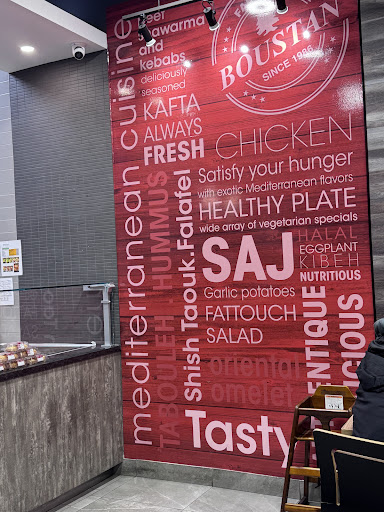 BOUSTAN
SINCE 1986
Beef
shawarma
and
kebabs
deliciously
seasoned
KAFTA
ALWAYS
FRESH
mediterranean cuisine
TABOULEH . HUMMUS
Shish Taouk.Falafel
CHICKEN
Satisfy your hunger
with exotic Mediterranean flavors
HEALTHY PLATE
wide array of vegetarian specials
SAJ
HALAL
EGGPLANT
KIBEH
NUTRITIOUS
Garlic potatoes
FATTOUCH
SALAD
oriental
omelet
Tasty